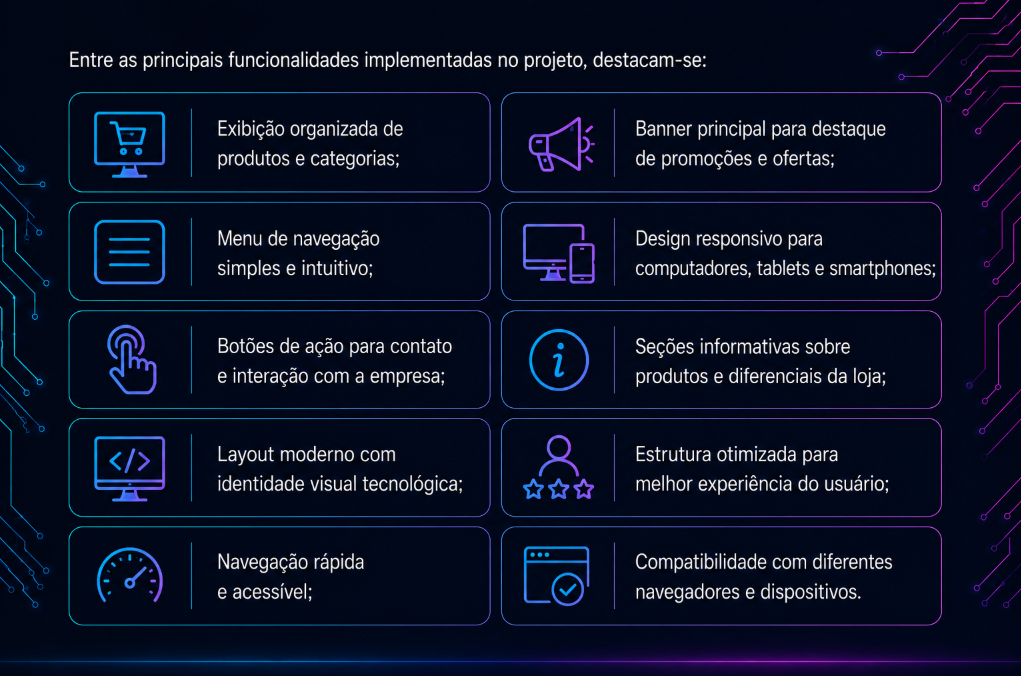 Entre as principais funcionalidades implementadas no projeto, destacam-se:
Exibição organizada de
produtos e categorias;
Banner principal para destaque
de promoções e ofertas;
Menu de navegação
simples e intuitivo;
Design responsivo para
computadores, tablets e smartphones;
Botões de ação para contato
e interação com a empresa;
Seções informativas sobre
produtos e diferenciais da loja;
Layout moderno com
identidade visual tecnológica;
Estrutura otimizada para
melhor experiência do usuário;
Navegação rápida
e acessível;
Compatibilidade com diferentes
navegadores e dispositivos.